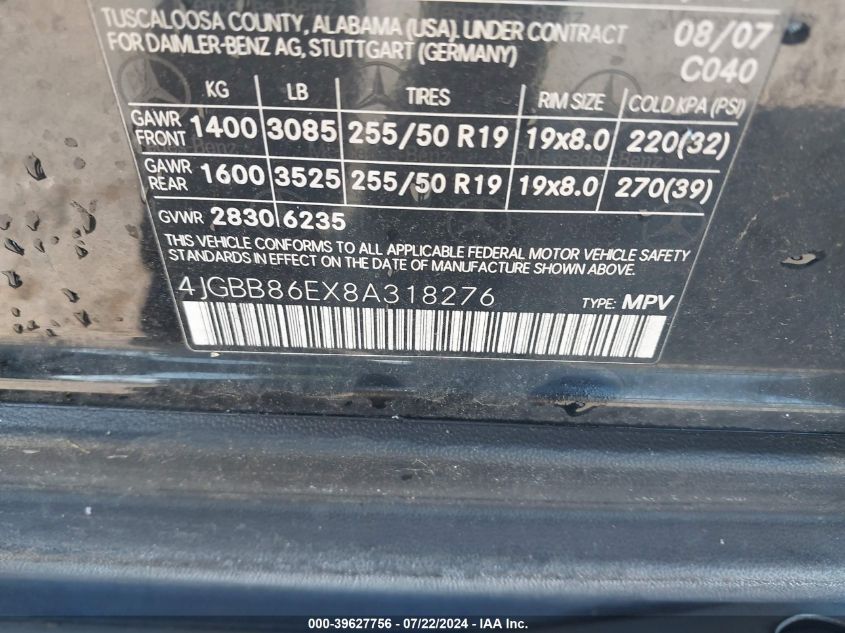 TUSCALOOSA COUNTY, ALABAMA (USA). UNDER CONTRACT 08/07
FOR DAIMLER-BENZ AG, STUTTGART (GERMANY) C040
KG LB TIRES RIM SIZE COLD KPA (PSI)
GAWR FRONT 1400 3085 255/50 R19 19x8.0 220(32)
GAWR REAR 1600 3525 255/50 R19 19x8.0 270(39)
GVWR 2830 6235
THIS VEHICLE CONFORMS TO ALL APPLICABLE FEDERAL MOTOR VEHICLE SAFETY
STANDARDS IN EFFECT ON THE DATE OF MANUFACTURE SHOWN ABOVE.
4JGBB86EX8A318276 TYPE: MPV
000-39627756 - 07/22/2024 - IAA Inc.